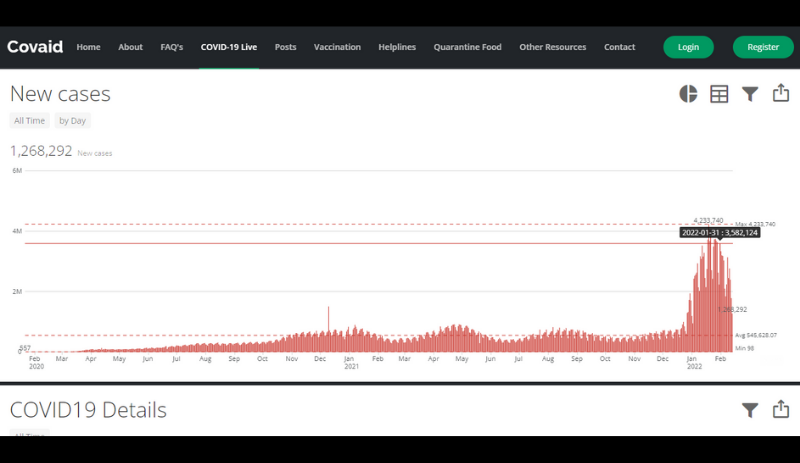 Covaid Home About FAQ's COVID-19 Live Posts Vaccination Helplines Quarantine Food Other Resources Contact Login Register
New cases
All Time by Day
1,268,292 New cases
6M
4,233,740 Max 4,233,740
4M
2022-01-31 : 3,582,124
2M
1,268,292
Avg 545,628.07
557 Min 98
0
Feb Mar Apr May Jun Jul Aug Sep Oct Nov Dec Jan Feb Mar Apr May Jun Jul Aug Sep Oct Nov Dec Jan Feb
2020 2021 2022
COVID19 Details
All Time